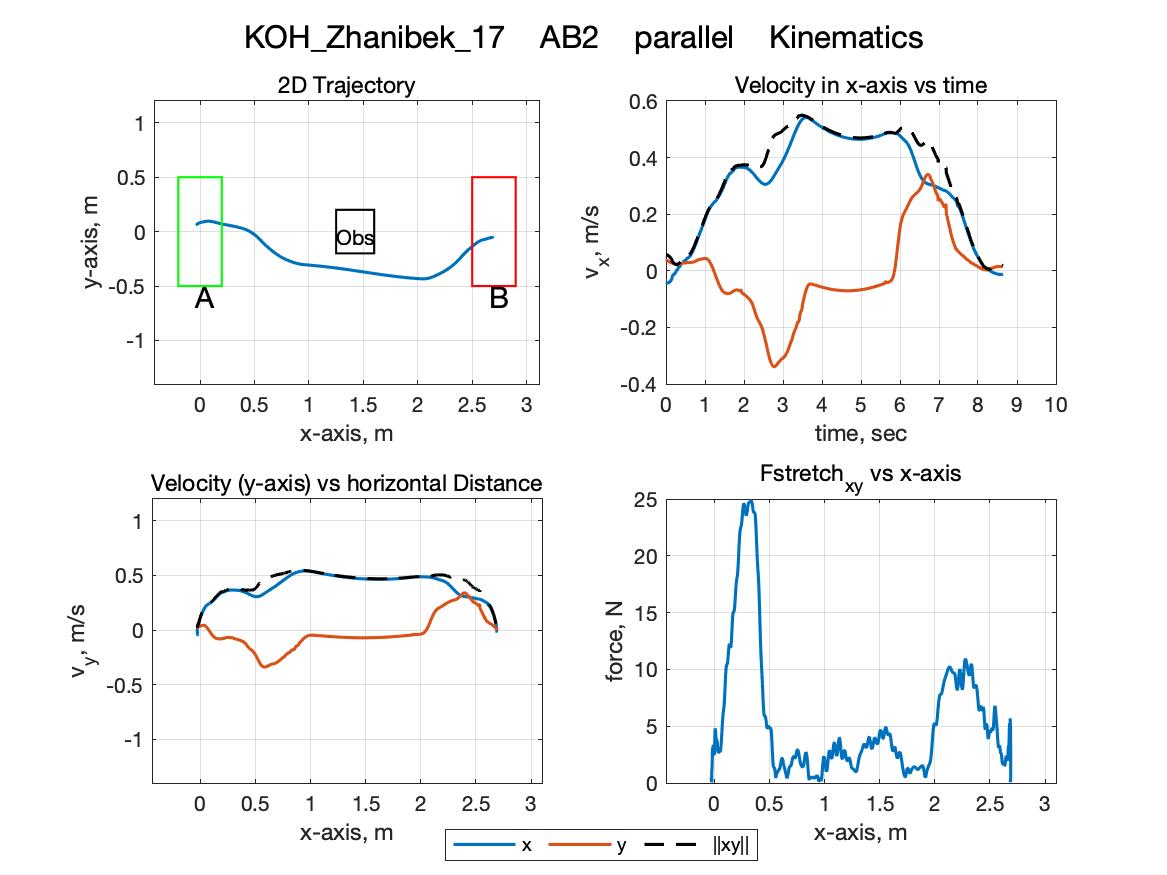 KOH_Zhanibek_17 AB2 parallel Kinematics
2D Trajectory
1
0.5
0
-0.5
-1
y-axis, m
Obs
A
B
0 0.5 1 1.5 2 2.5 3
x-axis, m
Velocity in x-axis vs time
0.6
0.4
0.2
0
-0.2
-0.4
vx, m/s
0 1 2 3 4 5 6 7 8 9 10
time, sec
Velocity (y-axis) vs horizontal Distance
1
0.5
0
-0.5
-1
vy, m/s
0 0.5 1 1.5 2 2.5 3
x-axis, m
Fstretchxy vs x-axis
25
20
15
10
5
0
force, N
0 0.5 1 1.5 2 2.5 3
x-axis, m
x y ||xy||